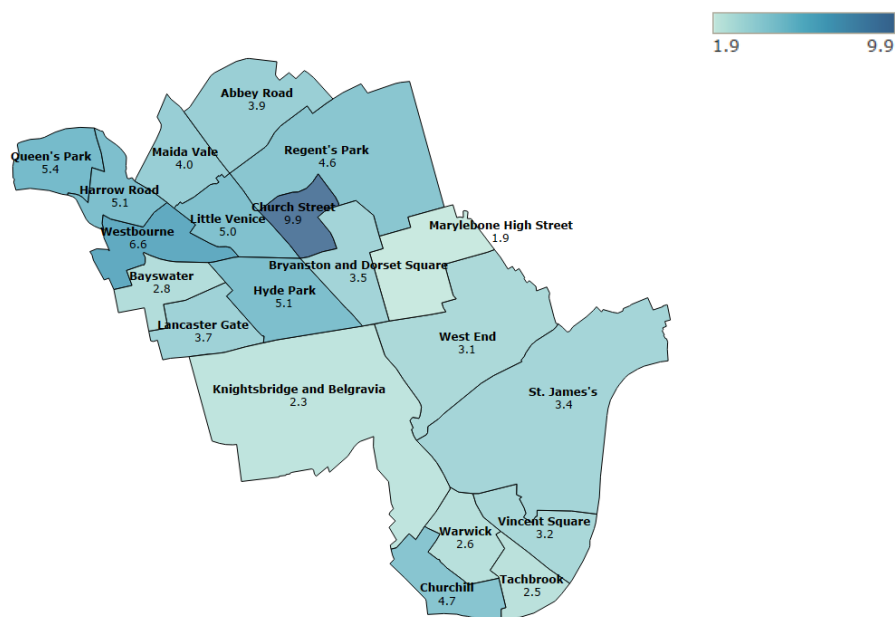 1.9 9.9
Abbey Road
3.9
Maida Vale
4.0
Regent's Park
4.6
Queen's Park
5.4
Harrow Road
5.1
Church Street
9.9
Little Venice
5.0
Marylebone High Street
1.9
Westbourne
6.6
Bryanston and Dorset Square
3.5
Bayswater
2.8
Hyde Park
5.1
Lancaster Gate
3.7
West End
3.1
Knightsbridge and Belgravia
2.3
St. James's
3.4
Vincent Square
3.2
Warwick
2.6
Tachbrook
2.5
Churchill
4.7